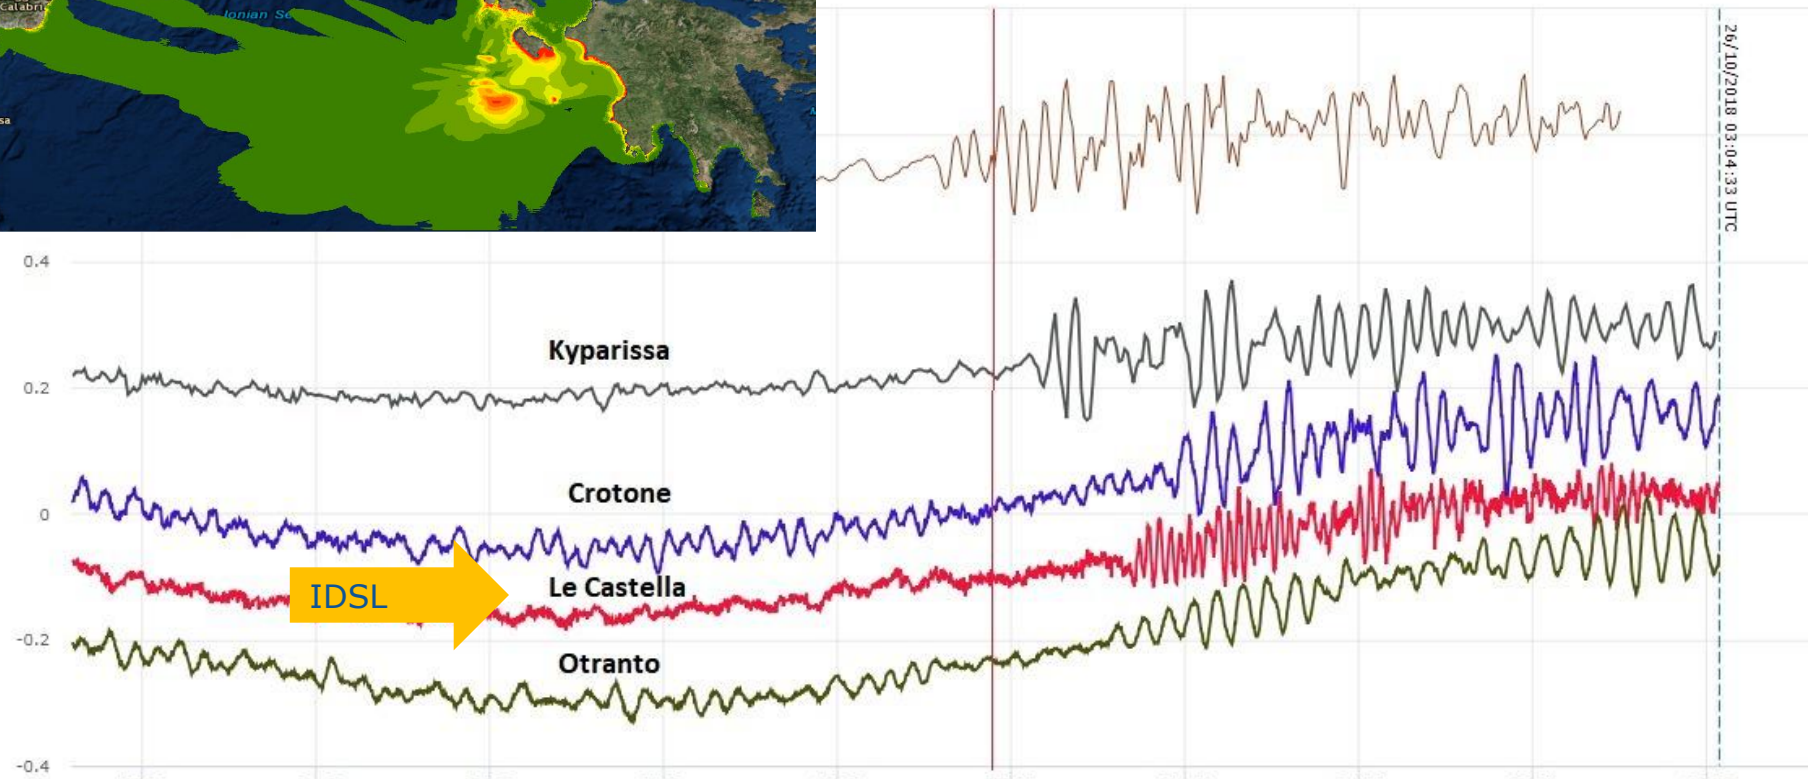 Calabri
Ionian Se
sa
26/10/2018 03:04:33 UTC
0.4
Kyparissa
0.2
Crotone
0
IDSL
Le Castella
-0.2
Otranto
-0.4